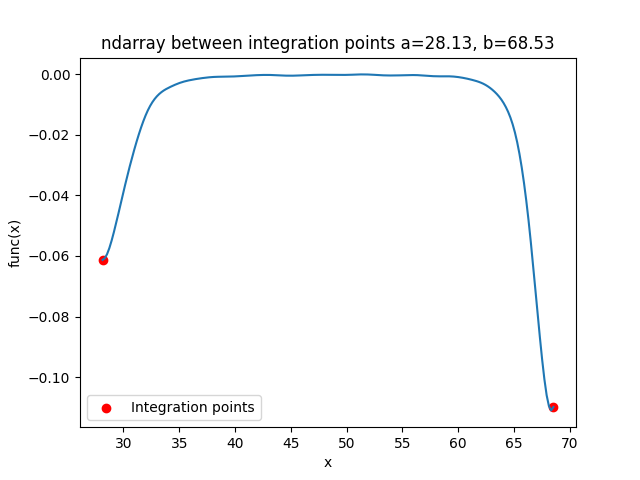 ndarray between integration points a=28.13, b=68.53
0.00
−0.02
−0.04
−0.06
−0.08
−0.10
func(x)
Integration points
30 35 40 45 50 55 60 65 70
x